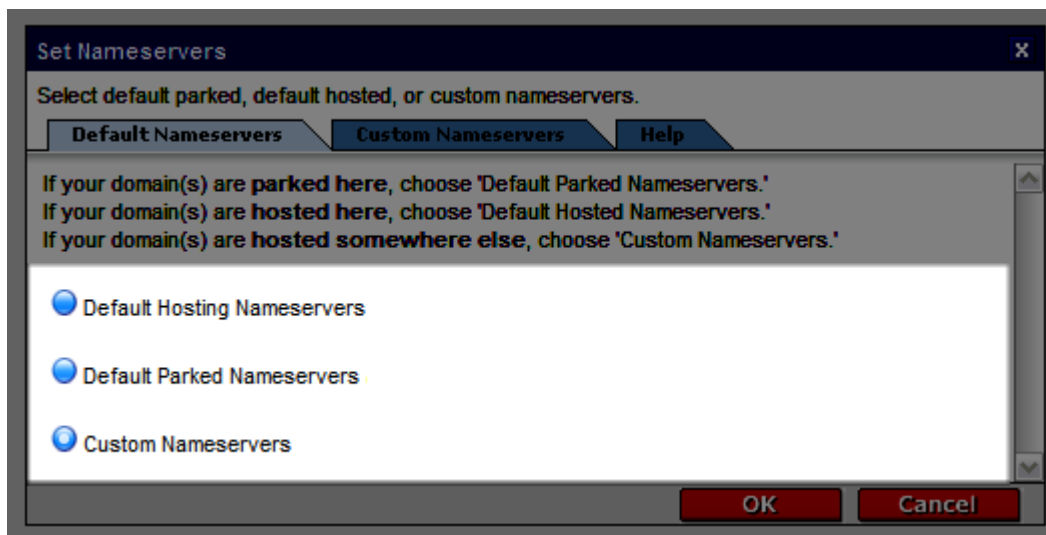 Set Nameservers x
Select default parked, default hosted, or custom nameservers.
Default Nameservers Custom Nameservers Help
If your domain(s) are parked here, choose 'Default Parked Nameservers.'
If your domain(s) are hosted here, choose 'Default Hosted Nameservers.'
If your domain(s) are hosted somewhere else, choose 'Custom Nameservers.'
Default Hosting Nameservers
Default Parked Nameservers
Custom Nameservers
OK Cancel